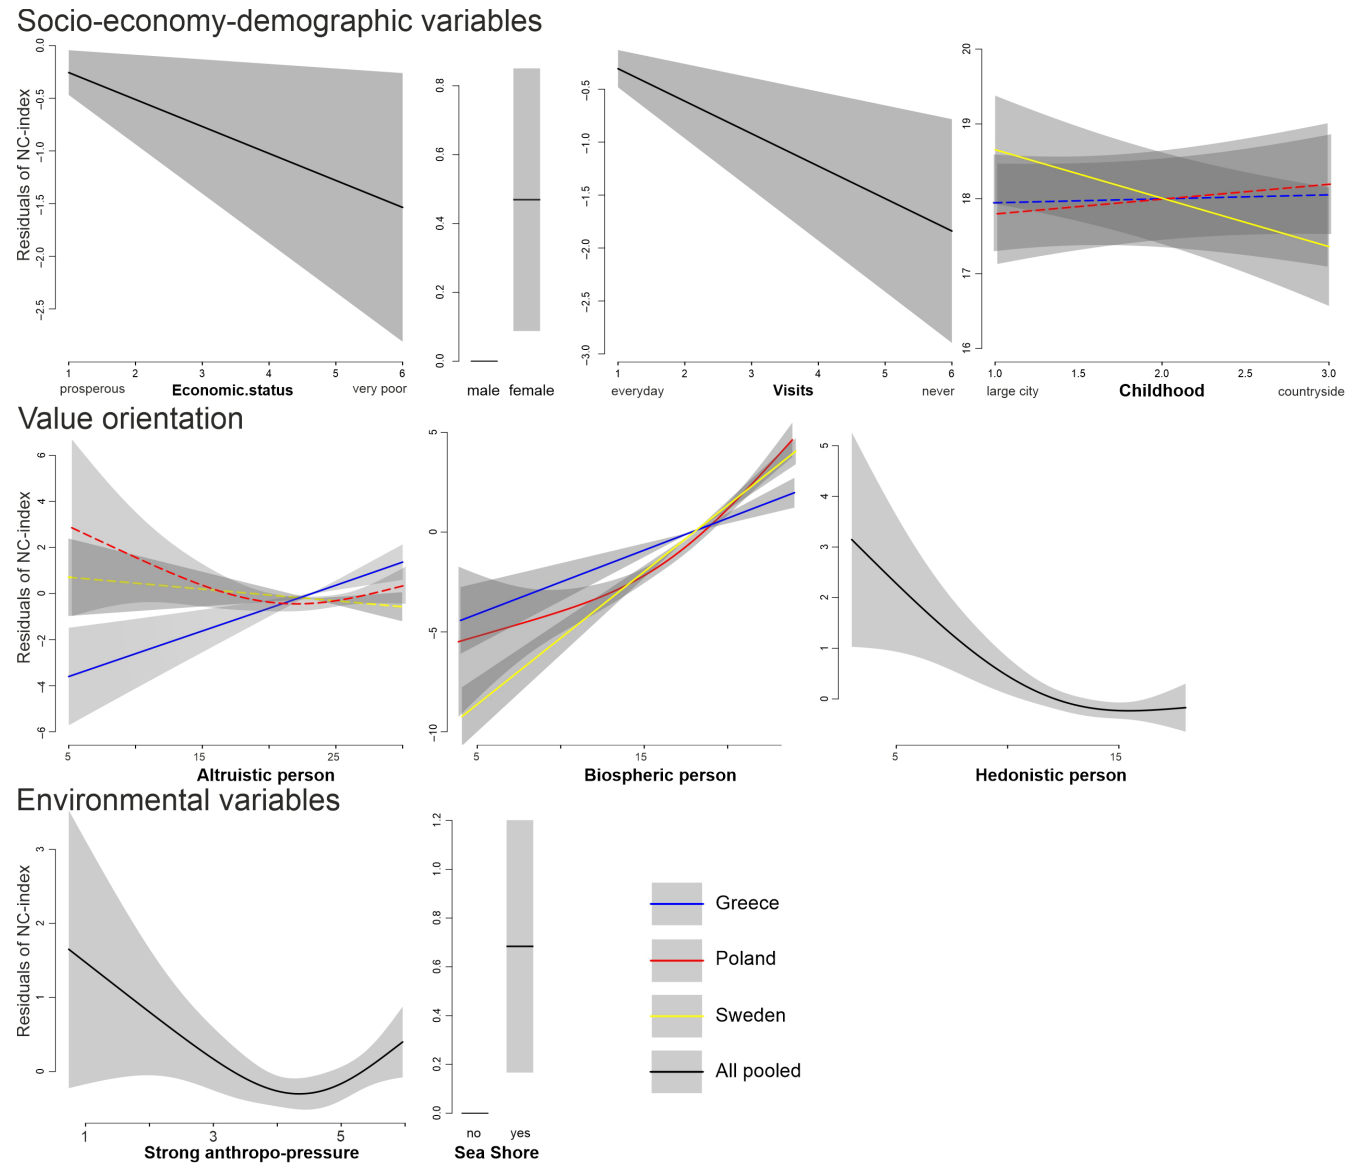 Socio-economy-demographic variables
Residuals of NC-index
0.0
−0.5
−1.0
−1.5
−2.0
−2.5
1 2 3 4 5 6
prosperous Economic.status very poor
0.8
0.6
0.4
0.2
0.0
male female
−0.5
−1.0
−1.5
−2.0
−2.5
−3.0
1 2 3 4 5 6
everyday Visits never
20
19
18
17
16
1.0 1.5 2.0 2.5 3.0
large city Childhood countryside
Value orientation
Residuals of NC-index
6
4
2
0
−2
−4
−6
5 15 25
Altruistic person
5
0
−5
−10
5 15
Biospheric person
5
4
3
2
1
0
5 15
Hedonistic person
Environmental variables
Residuals of NC-index
3
2
1
0
1 3 5
Strong anthropo-pressure
1.2
1.0
0.8
0.6
0.4
0.2
0.0
no yes
Sea Shore
Greece
Poland
Sweden
All pooled